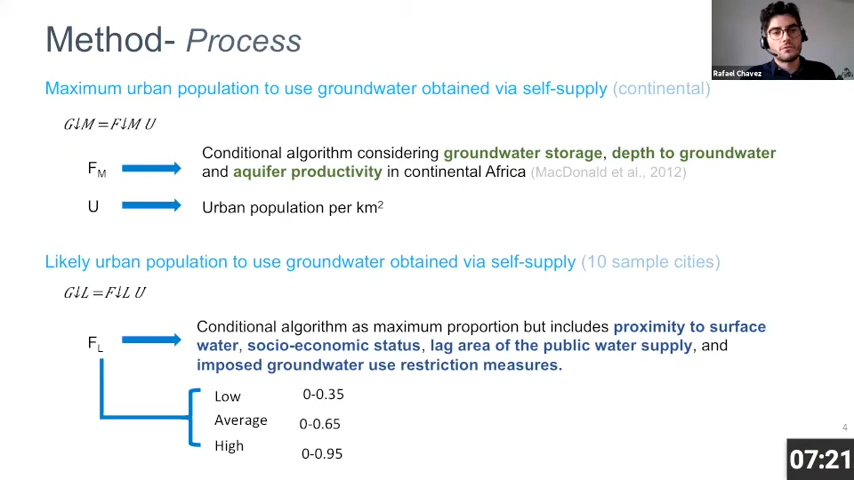 Method- Process
Rafael Chavez
Maximum urban population to use groundwater obtained via self-supply (continental)
G↓M =F↓M U
F_M
Conditional algorithm considering groundwater storage, depth to groundwater
and aquifer productivity in continental Africa (MacDonald et al., 2012)
U
Urban population per km²
Likely urban population to use groundwater obtained via self-supply (10 sample cities)
G↓L =F↓L U
F_L
Conditional algorithm as maximum proportion but includes proximity to surface
water, socio-economic status, lag area of the public water supply, and
imposed groundwater use restriction measures.
Low 0-0.35
Average 0-0.65
High 0-0.95
4
07:21